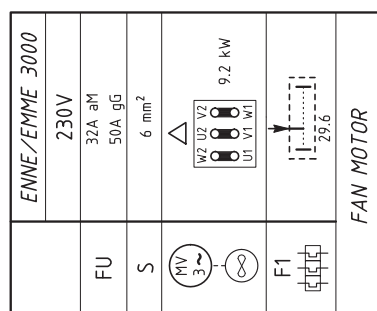 ENNE/EMME 3000
230V
FU
32A aM
50A gG
S
6 mm²
MV
3~
W2 U2 V2
U1 V1 W1
9.2 kW
F1
29.6
FAN MOTOR